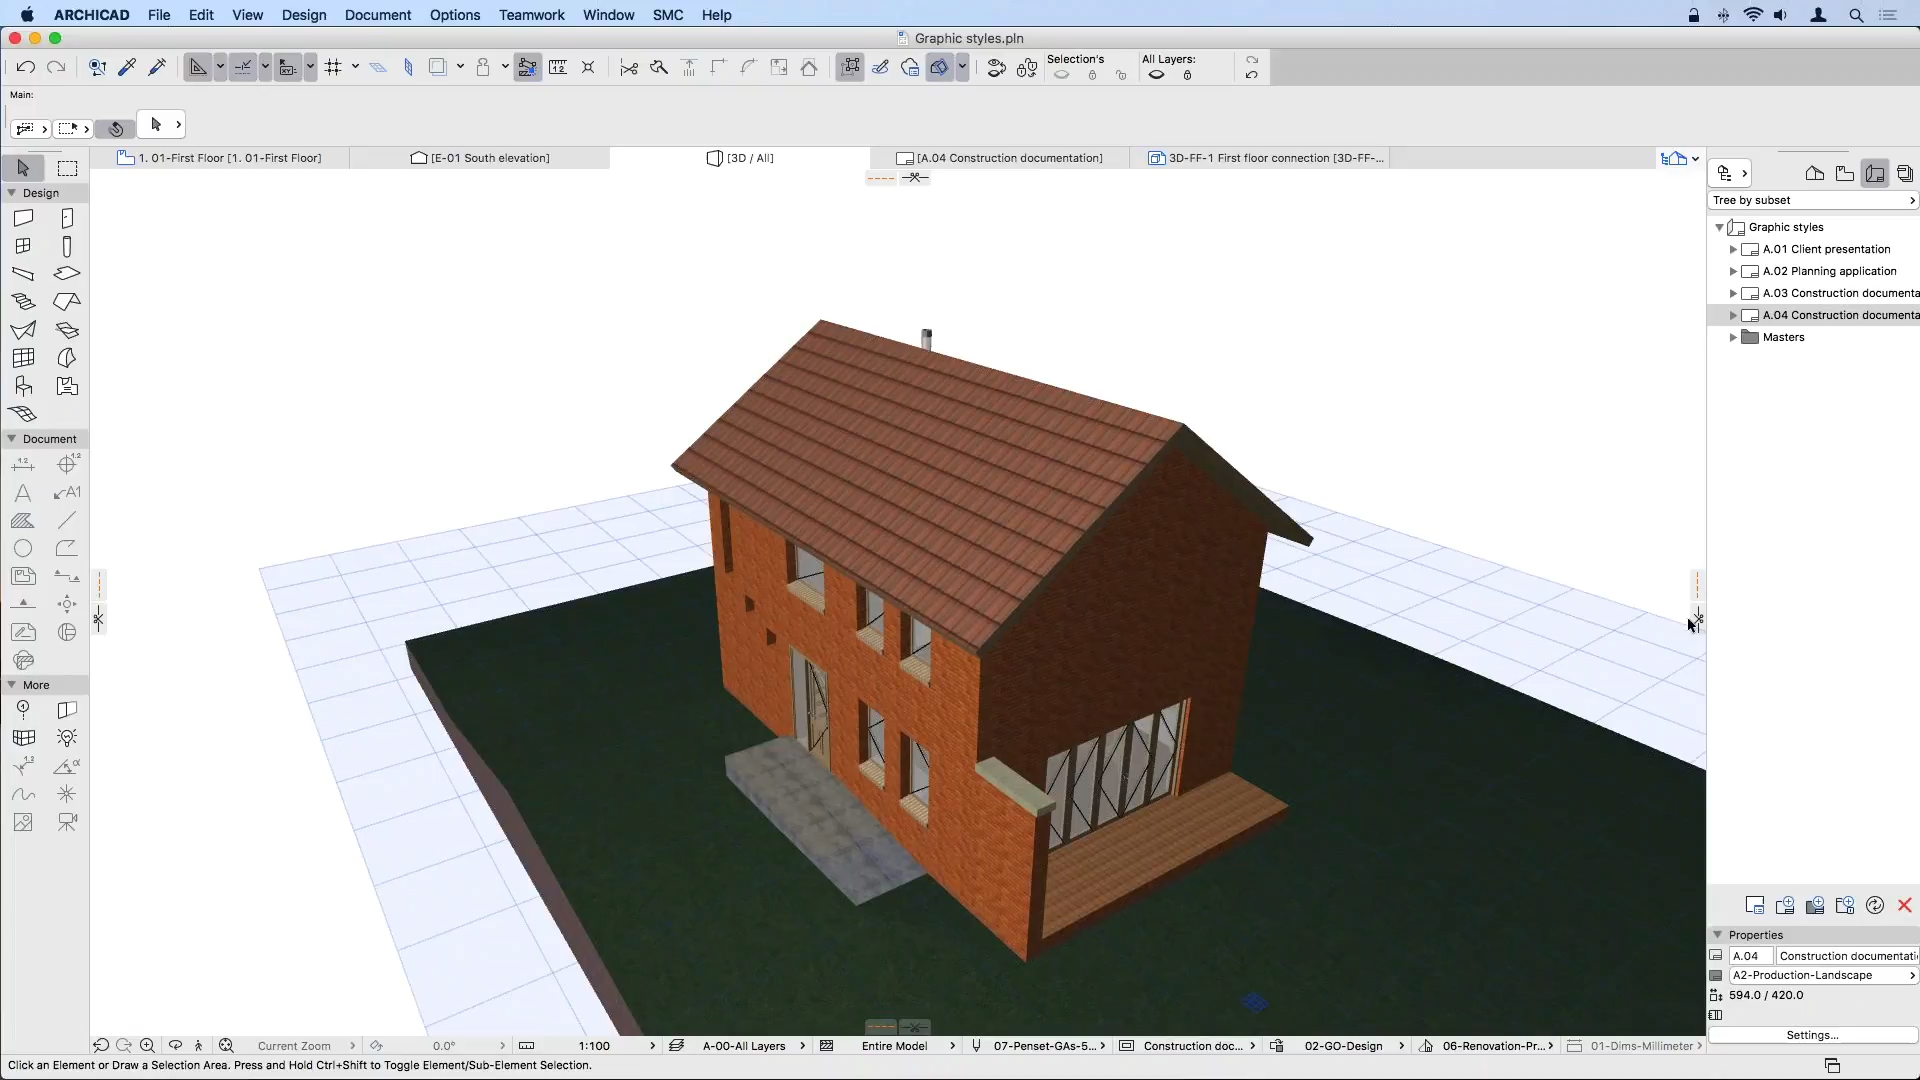 ARCHICAD File Edit View Design Document Options Teamwork Window SMC Help
Graphic styles.pln
Selection's
All Layers:
Main:
1. 01-First Floor [1. 01-First Floor]
[E-01 South elevation]
[3D / All]
[A.04 Construction documentation]
3D-FF-1 First floor connection [3D-FF-...
Design
Document
More
Tree by subset
Graphic styles
A.01 Client presentation
A.02 Planning application
A.03 Construction documenta
A.04 Construction documenta
Masters
Properties
A.04
Construction documentati
A2-Production-Landscape
594.0 / 420.0
Settings...
Current Zoom
0.0°
1:100
A-00-All Layers
Entire Model
07-Penset-GAs-5...
Construction doc...
02-GO-Design
06-Renovation-Pr...
01-Dims-Millimeter
Click an Element or Draw a Selection Area. Press and Hold Ctrl+Shift to Toggle Element/Sub-Element Selection.